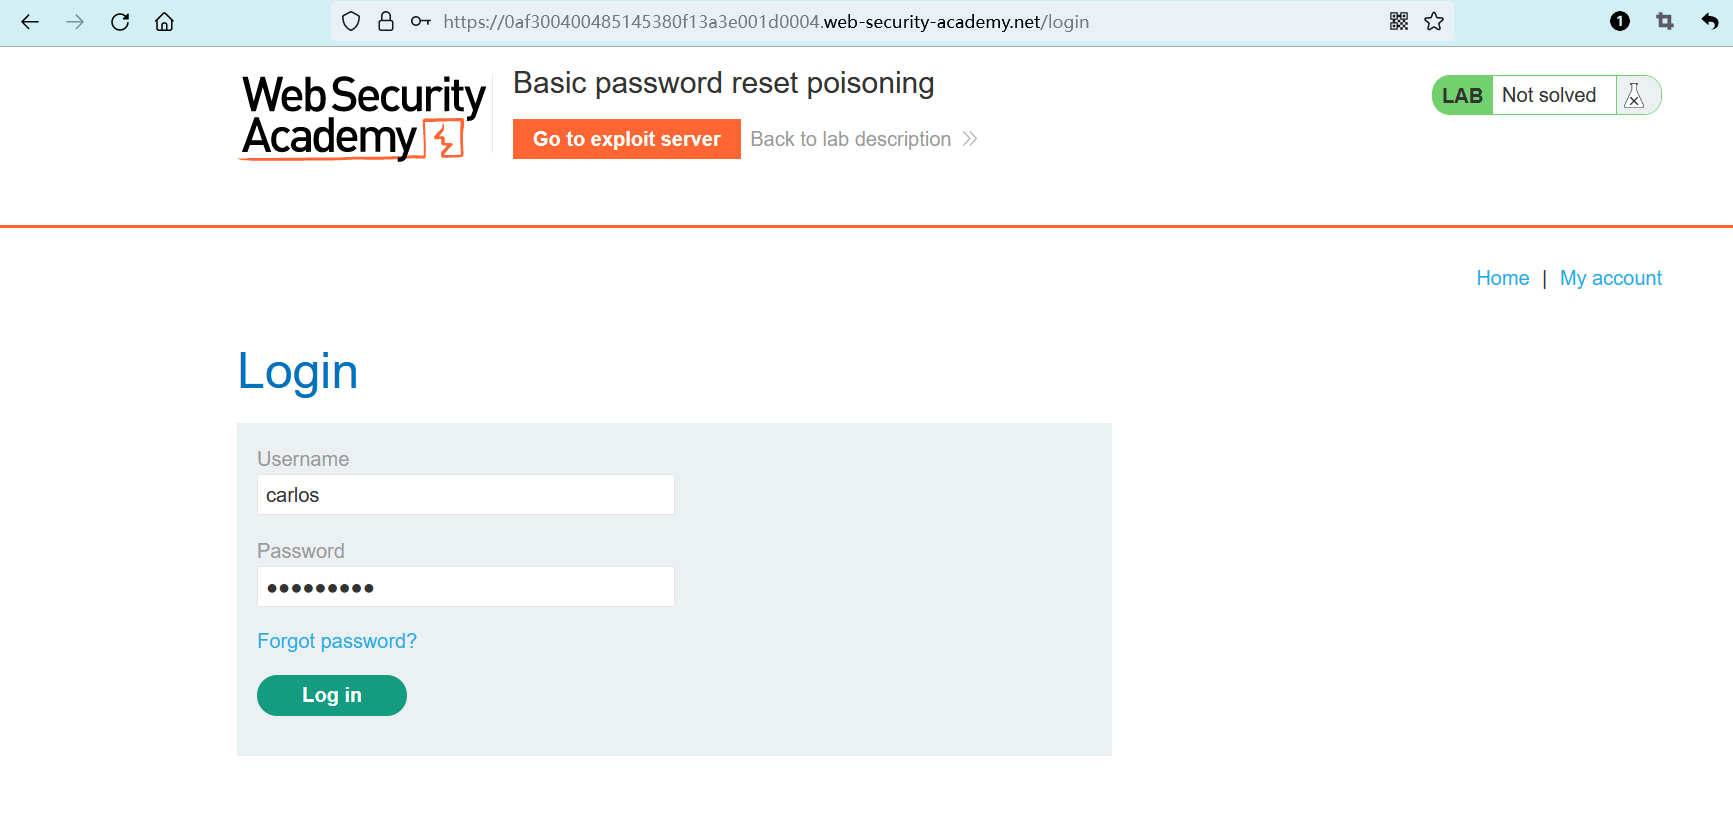 https://0af300400485145380f13a3e001d0004.web-security-academy.net/login
1
Web Security
Academy
Basic password reset poisoning
Go to exploit server
Back to lab description
LAB
Not solved
Home | My account
Login
Username
carlos
Password
Forgot password?
Log in